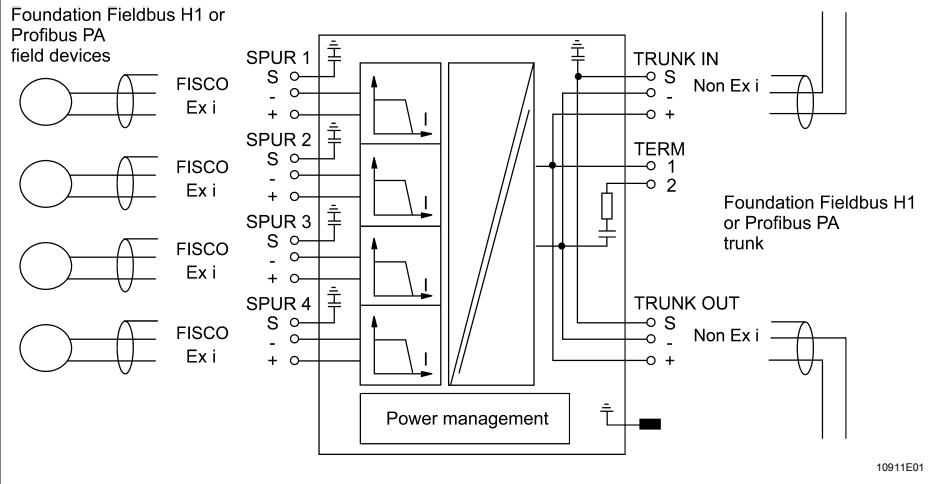 Foundation Fieldbus H1 or
Profibus PA
field devices
SPUR 1
S
-
+
FISCO
Ex i
SPUR 2
S
-
+
FISCO
Ex i
SPUR 3
S
-
+
FISCO
Ex i
SPUR 4
S
-
+
FISCO
Ex i
I
I
I
I
Power management
TRUNK IN
S
-
+
Non Ex i
TERM
1
2
Foundation Fieldbus H1
or Profibus PA
trunk
TRUNK OUT
S
-
+
Non Ex i
10911E01